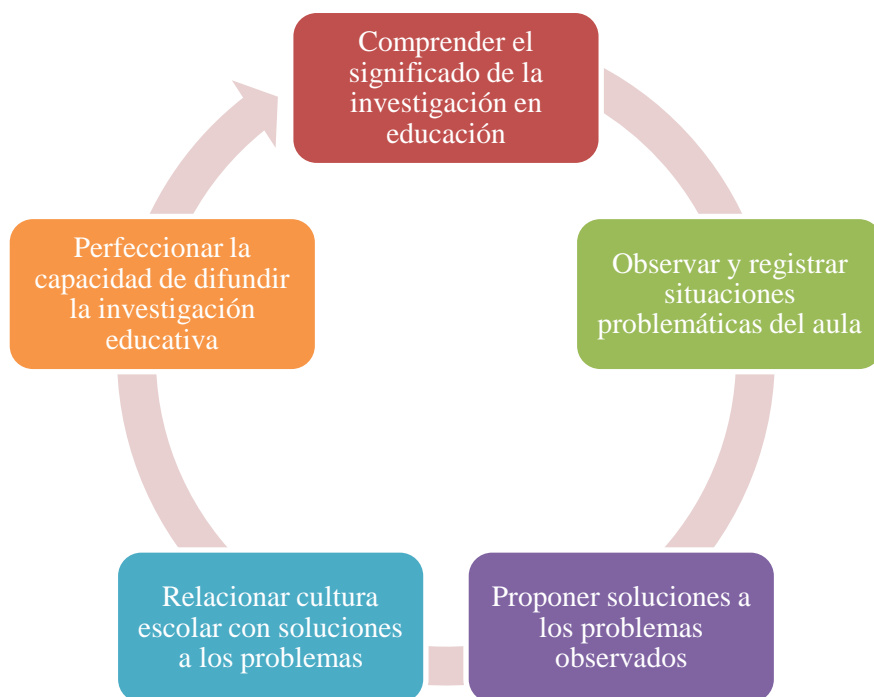 Comprender el
significado de la
investigación en
educación
Observar y registrar
situaciones
problemáticas del aula
Proponer soluciones a
los problemas
observados
Relacionar cultura
escolar con soluciones
a los problemas
Perfeccionar la
capacidad de difundir
la investigación
educativa